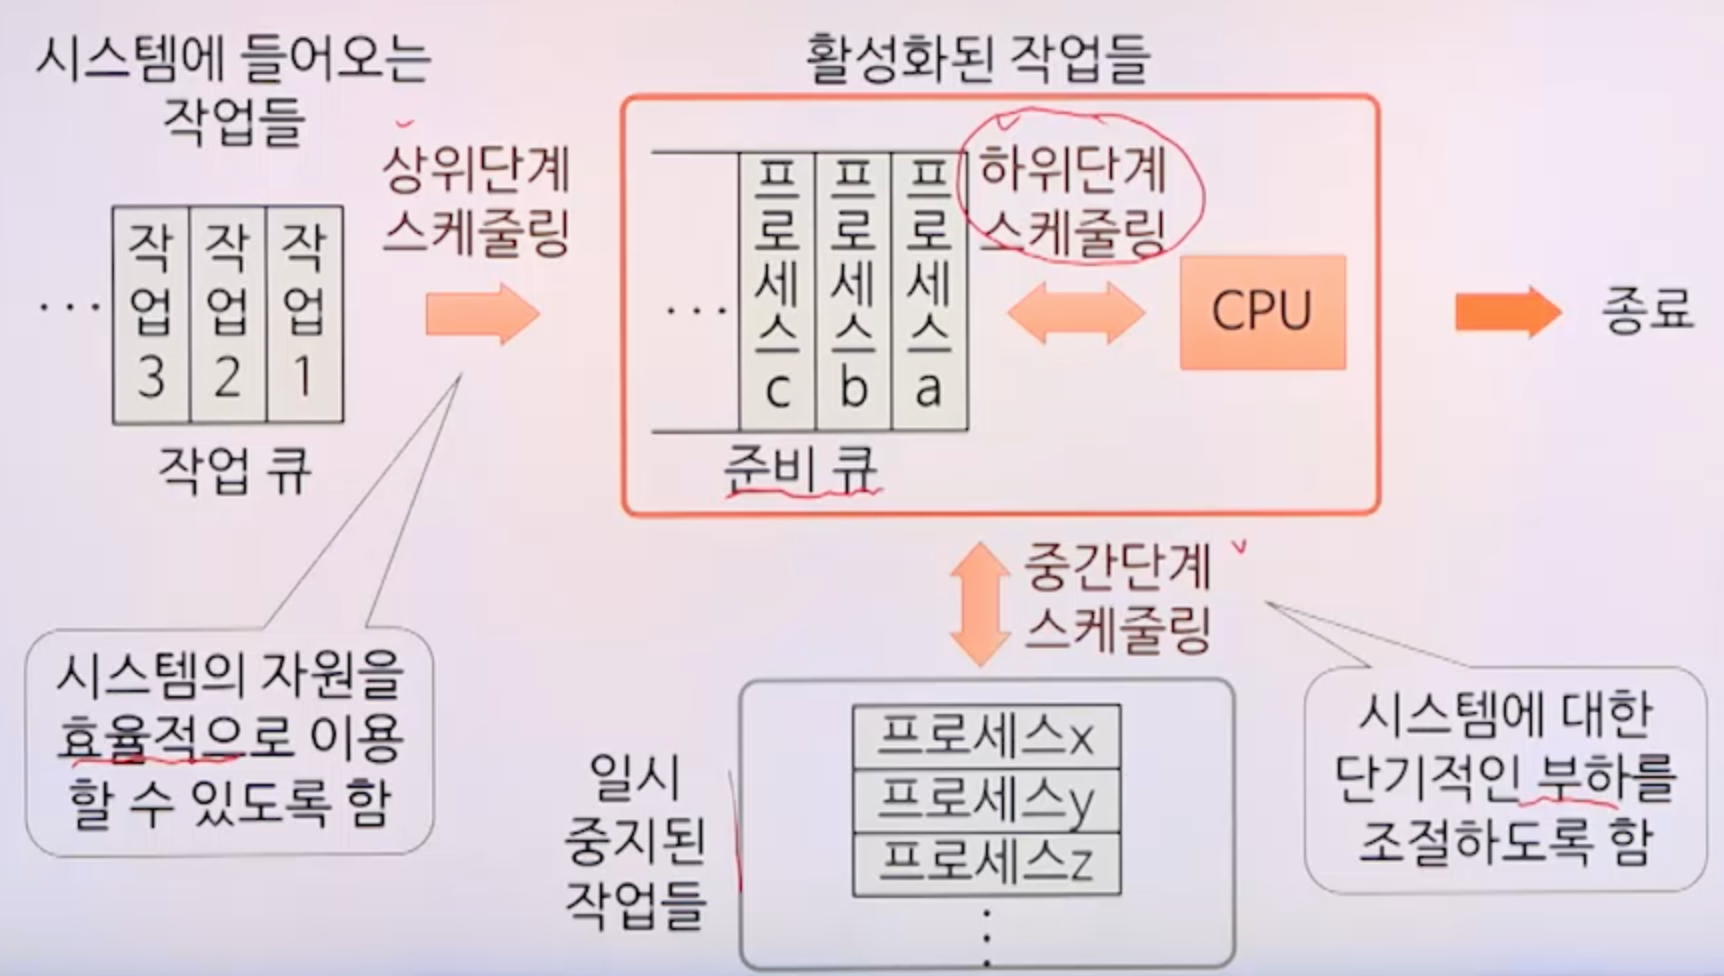 시스템에 들어오는
작업들
작업3
작업2
작업1
...
작업 큐
상위단계
스케줄링
시스템의 자원을
효율적으로 이용
할 수 있도록 함
활성화된 작업들
...
프로세스c
프로세스b
프로세스a
준비 큐
하위단계
스케줄링
CPU
종료
중간단계
스케줄링
시스템에 대한
단기적인 부하를
조절하도록 함
일시
중지된
작업들
프로세스x
프로세스y
프로세스z